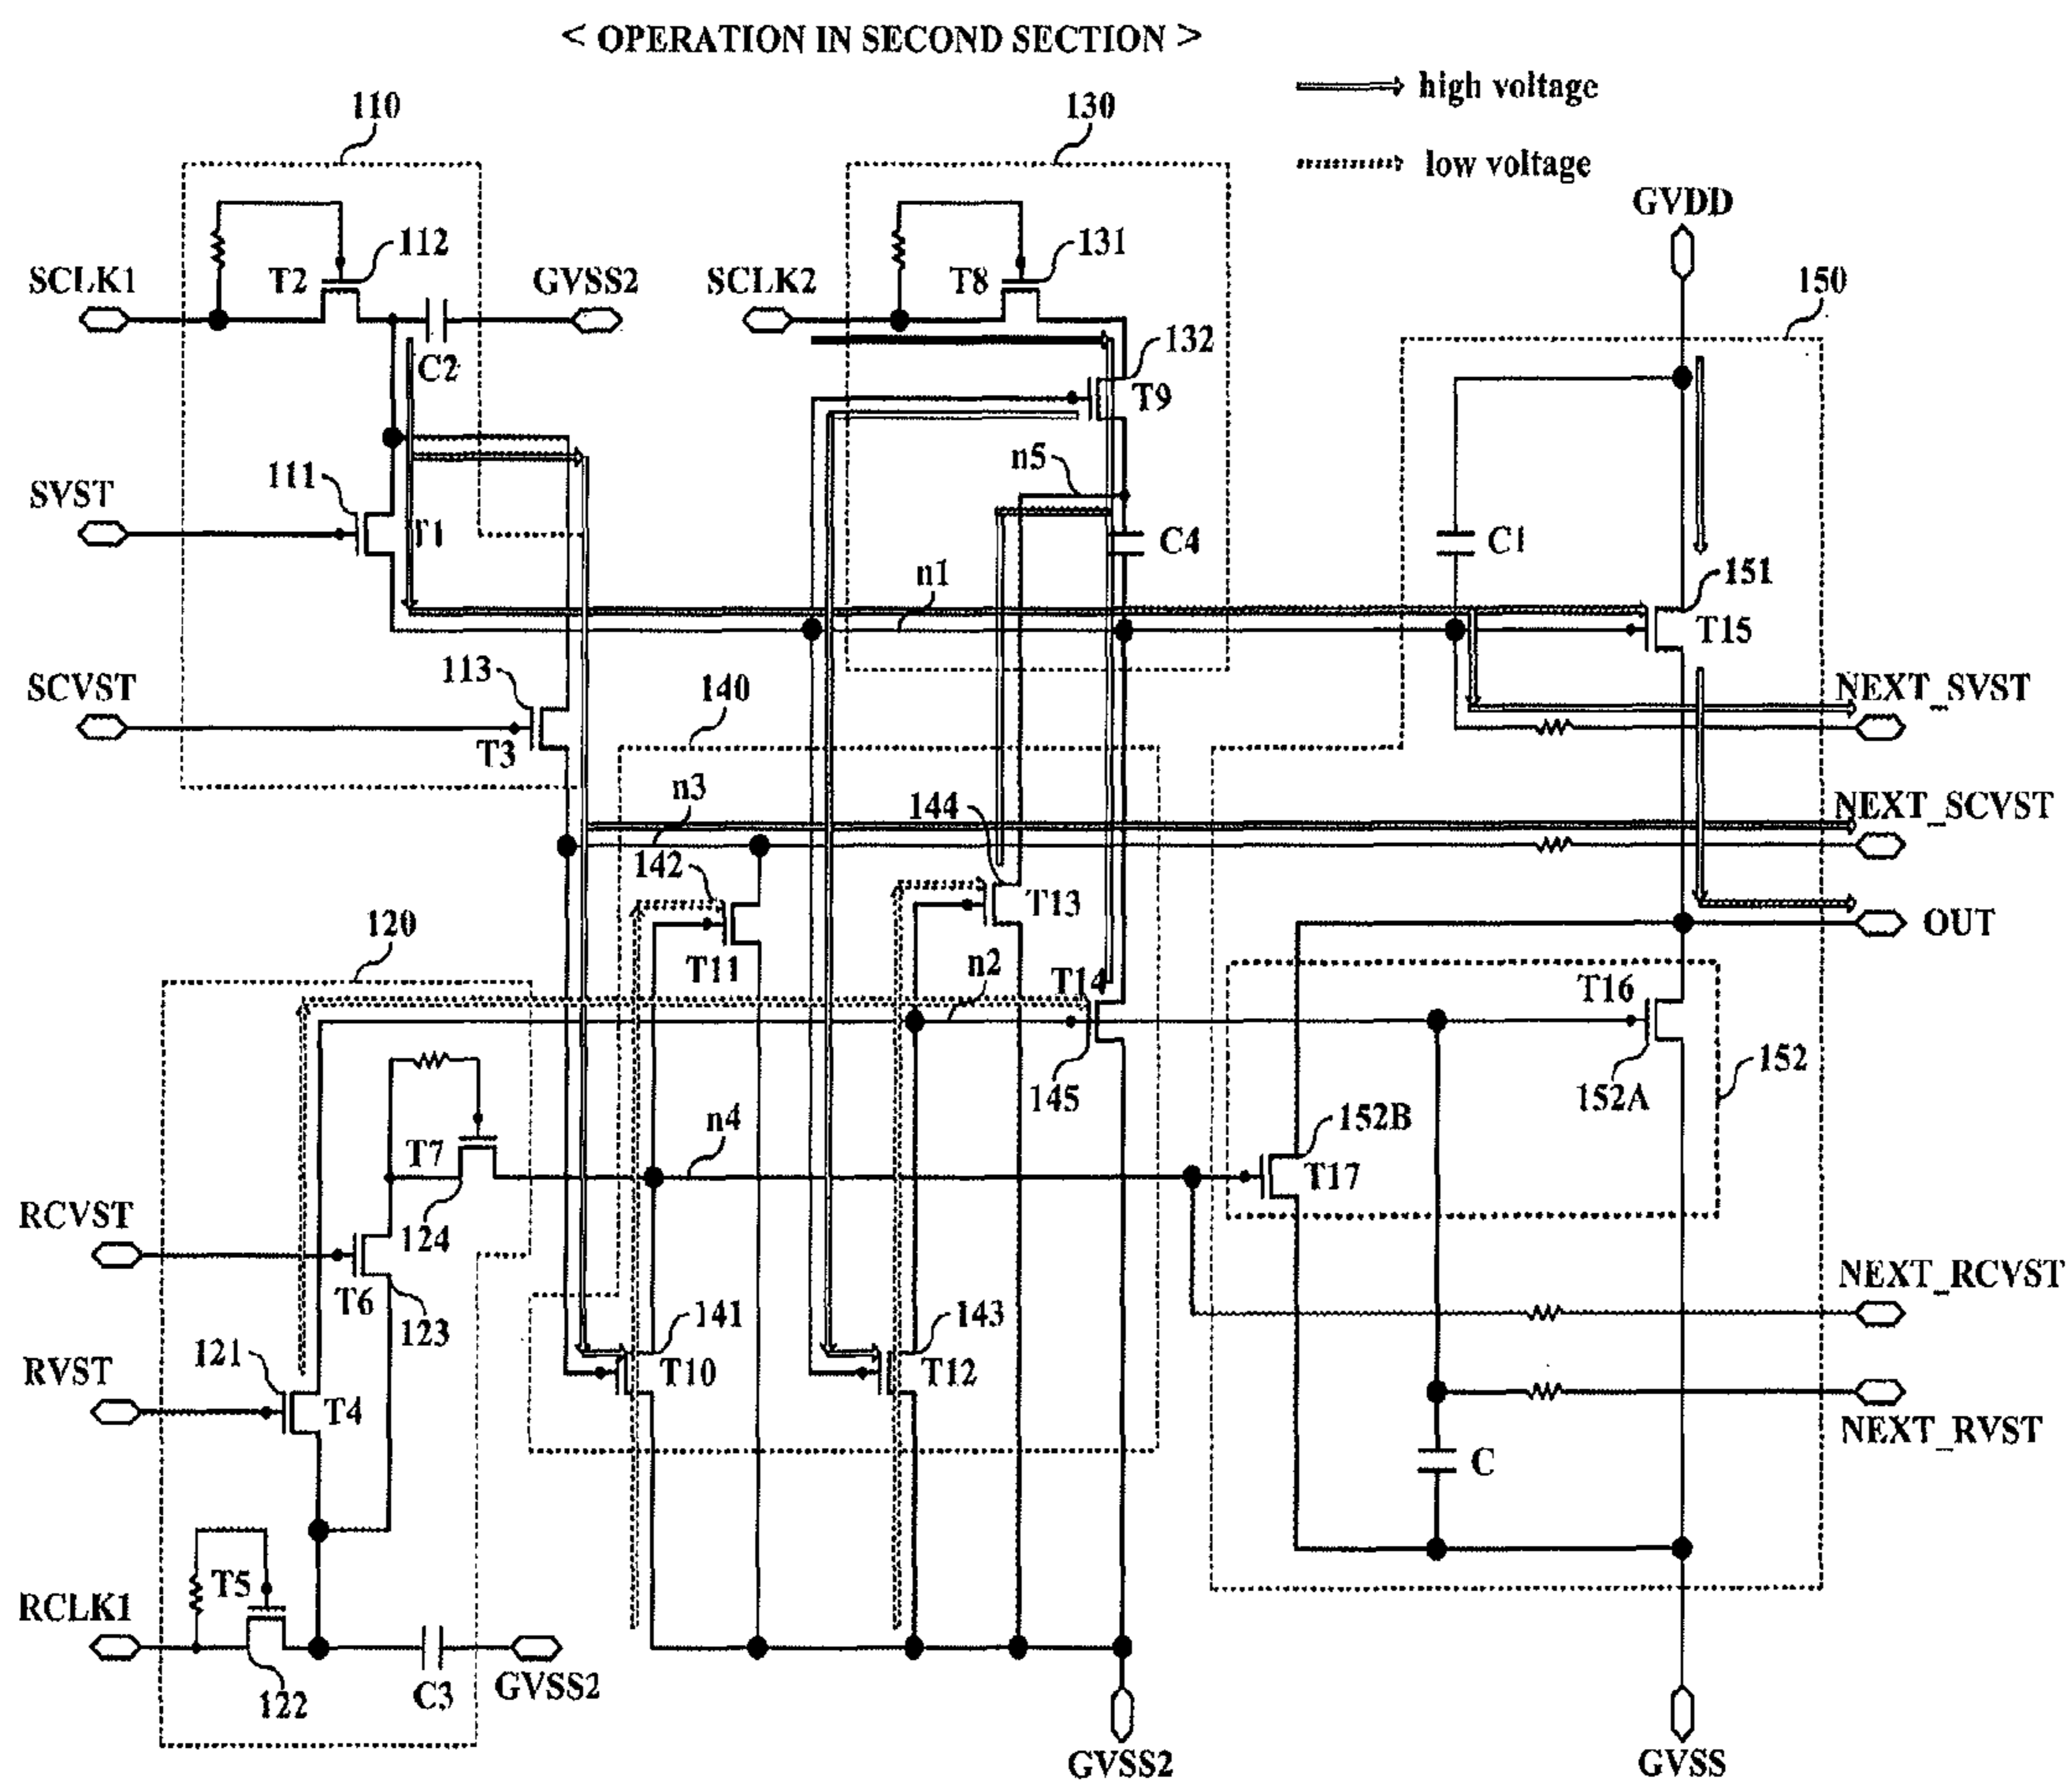 < OPERATION IN SECOND SECTION >
high voltage
low voltage
110
130
GVDD
112
131
150
SCLK1
T2
GVSS2
SCLK2
T8
C2
132
T9
111
n5
SVST
T1
C4
C1
151
n1
T15
SCVST
113
140
NEXT_SVST
T3
n3
144
NEXT_SCVST
142
T13
120
T11
n2
T14
OUT
T16
145
152A
152
n4
152B
T7
T17
RCVST
124
T6
123
NEXT_RCVST
141
143
121
T10
T12
RVST
T4
NEXT_RVST
C
T5
RCLK1
122
C3
GVSS2
GVSS2
GVSS